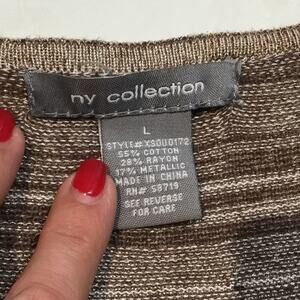 ny collection
L
STYLE# XS0U0172
55% COTTON
28% RAYON
17% METALLIC
MADE IN CHINA
RN# 58719
SEE REVERSE
FOR CARE